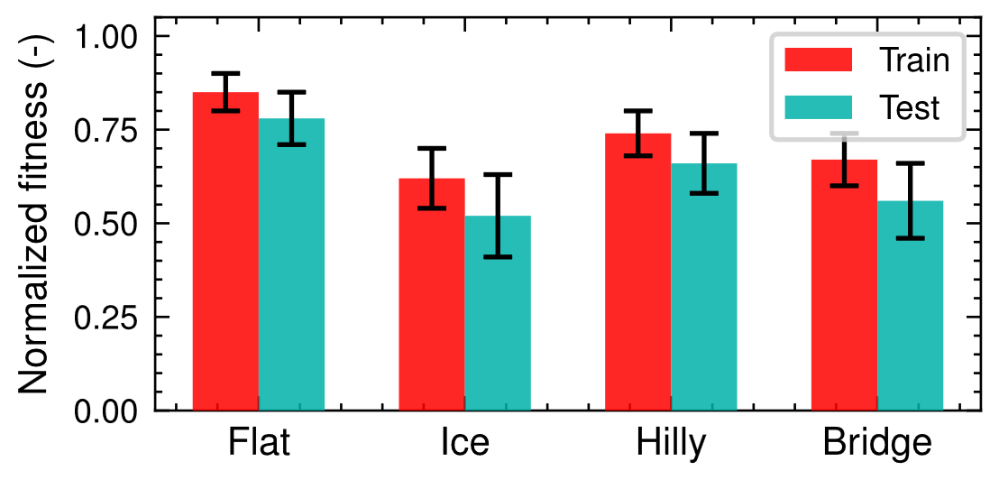 Normalized fitness (-)
1.00
0.75
0.50
0.25
0.00
Train
Test
Flat
Ice
Hilly
Bridge